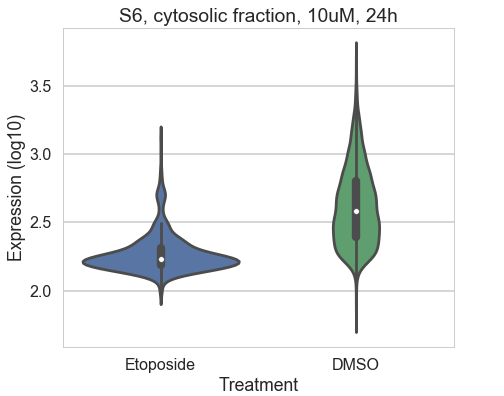 S6, cytosolic fraction, 10uM, 24h
Expression (log10)
3.5
3.0
2.5
2.0
Etoposide DMSO
Treatment